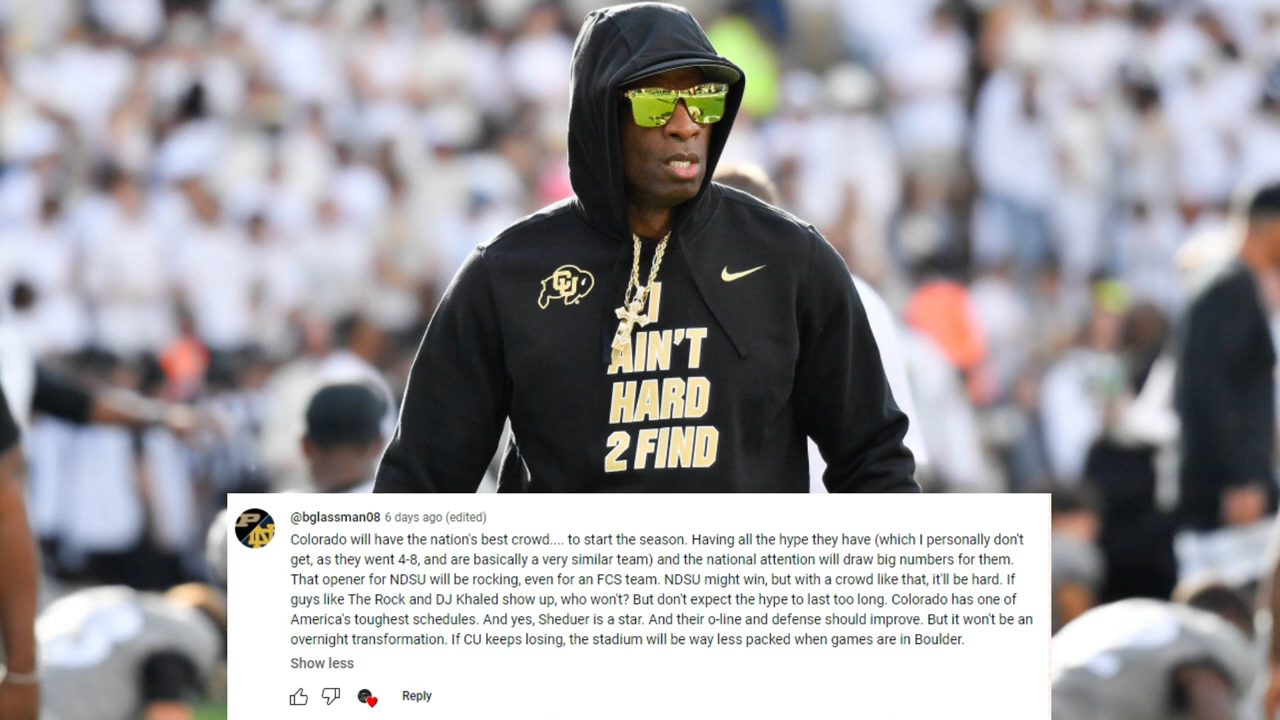 CU
I
AIN'T
HARD
2 FIND
@bglassman08 6 days ago (edited)
Colorado will have the nation's best crowd.... to start the season. Having all the hype they have (which I personally don't
get, as they went 4-8, and are basically a very similar team) and the national attention will draw big numbers for them.
That opener for NDSU will be rocking, even for an FCS team. NDSU might win, but with a crowd like that, it'll be hard. If
guys like The Rock and DJ Khaled show up, who won't? But don't expect the hype to last too long. Colorado has one of
America's toughest schedules. And yes, Sheduer is a star. And their o-line and defense should improve. But it won't be an
overnight transformation. If CU keeps losing, the stadium will be way less packed when games are in Boulder.
Show less
Reply